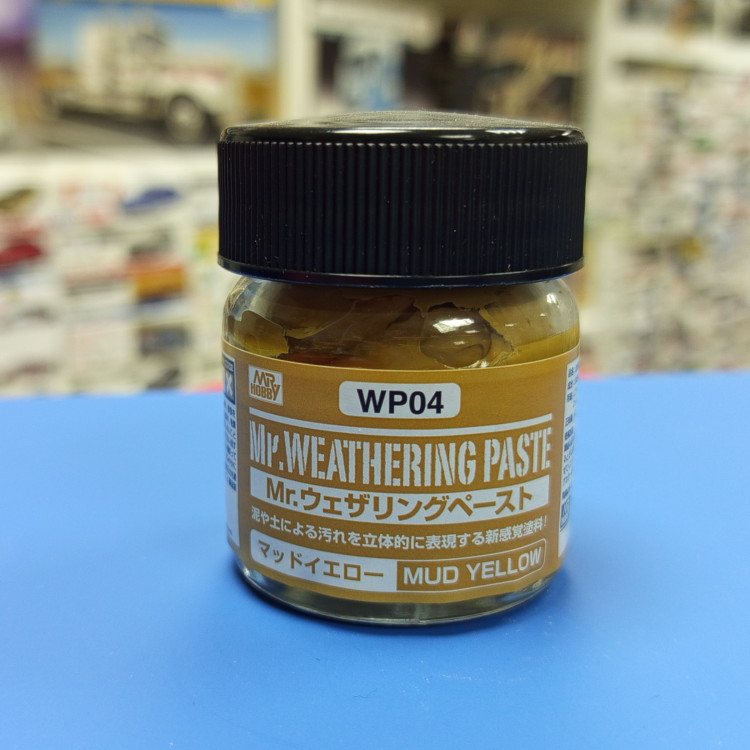 MR HOBBY
WP04
Mr.WEATHERING PASTE
Mr.ウェザリングペースト
泥や土による汚れを立体的に表現する新感覚塗料!
マッドイエロー
MUD YELLOW